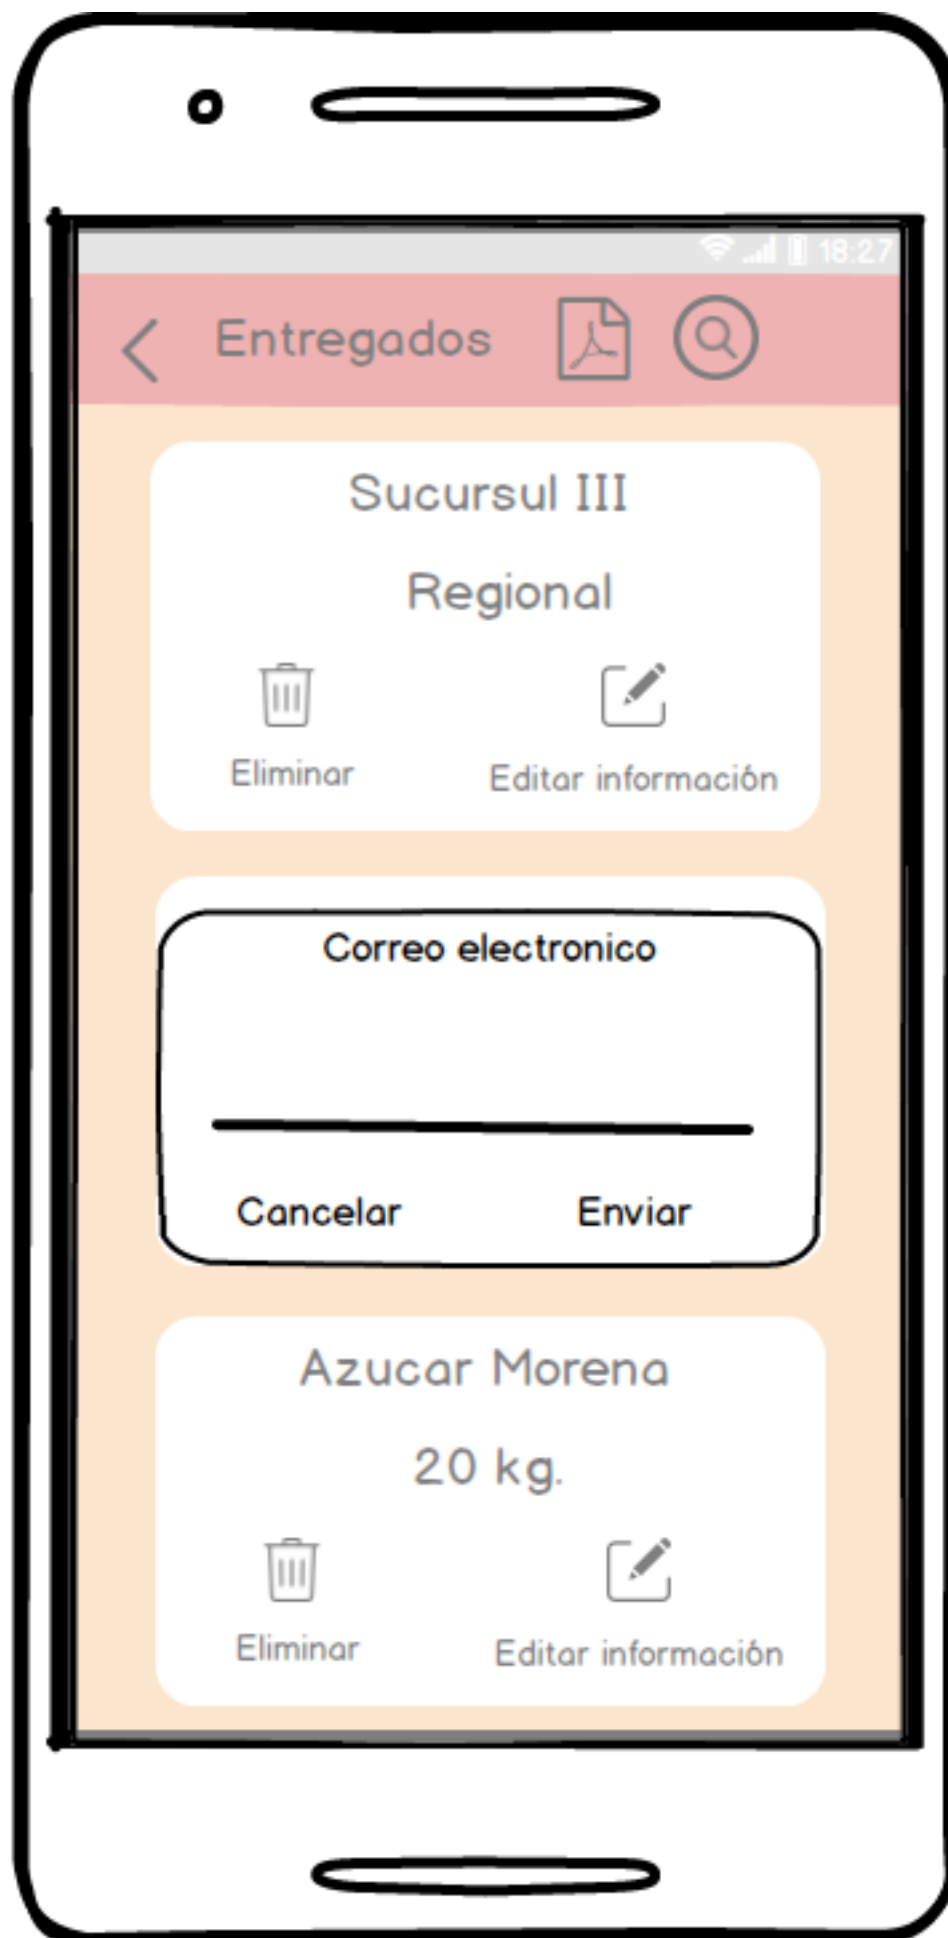 18:27
Entregados
Sucursul III
Regional
Eliminar
Editar información
Correo electronico
Cancelar
Enviar
Azucar Morena
20 kg.
Eliminar
Editar información